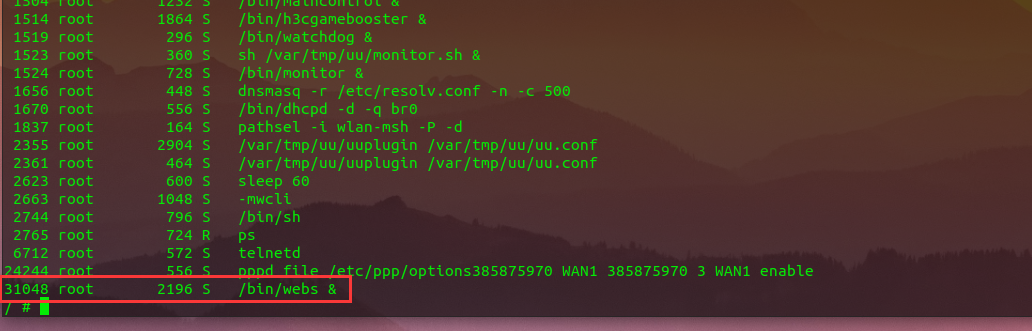 1504 root 1232 S /bin/mathcontrol &
1514 root 1864 S /bin/h3cgamebooster &
1519 root 296 S /bin/watchdog &
1523 root 360 S sh /var/tmp/uu/monitor.sh &
1524 root 728 S /bin/monitor &
1656 root 448 S dnsmasq -r /etc/resolv.conf -n -c 500
1670 root 556 S /bin/dhcpd -d -q br0
1837 root 164 S pathsel -i wlan-msh -P -d
2355 root 2904 S /var/tmp/uu/uuplugin /var/tmp/uu/uu.conf
2361 root 464 S /var/tmp/uu/uuplugin /var/tmp/uu/uu.conf
2623 root 600 S sleep 60
2663 root 1048 S -mwcli
2744 root 796 S /bin/sh
2765 root 724 R ps
6712 root 572 S telnetd
24244 root 556 S pppd file /etc/ppp/options385875970 WAN1 385875970 3 WAN1 enable
31048 root 2196 S /bin/webs &
/ #